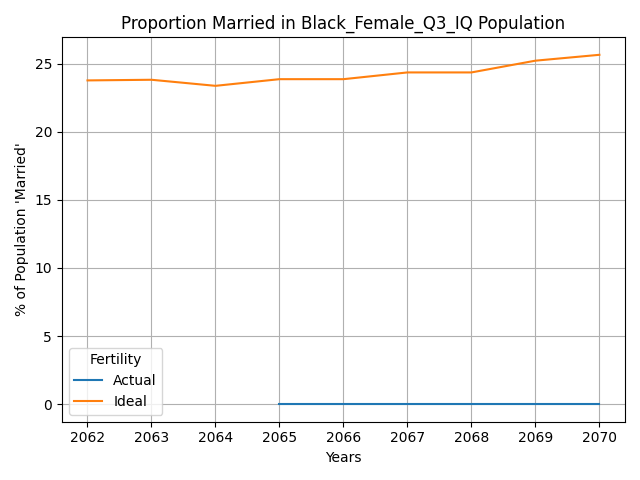 Proportion Married in Black_Female_Q3_IQ Population
% of Population 'Married'
25
20
15
10
5
0
Fertility
Actual
Ideal
2062 2063 2064 2065 2066 2067 2068 2069 2070
Years